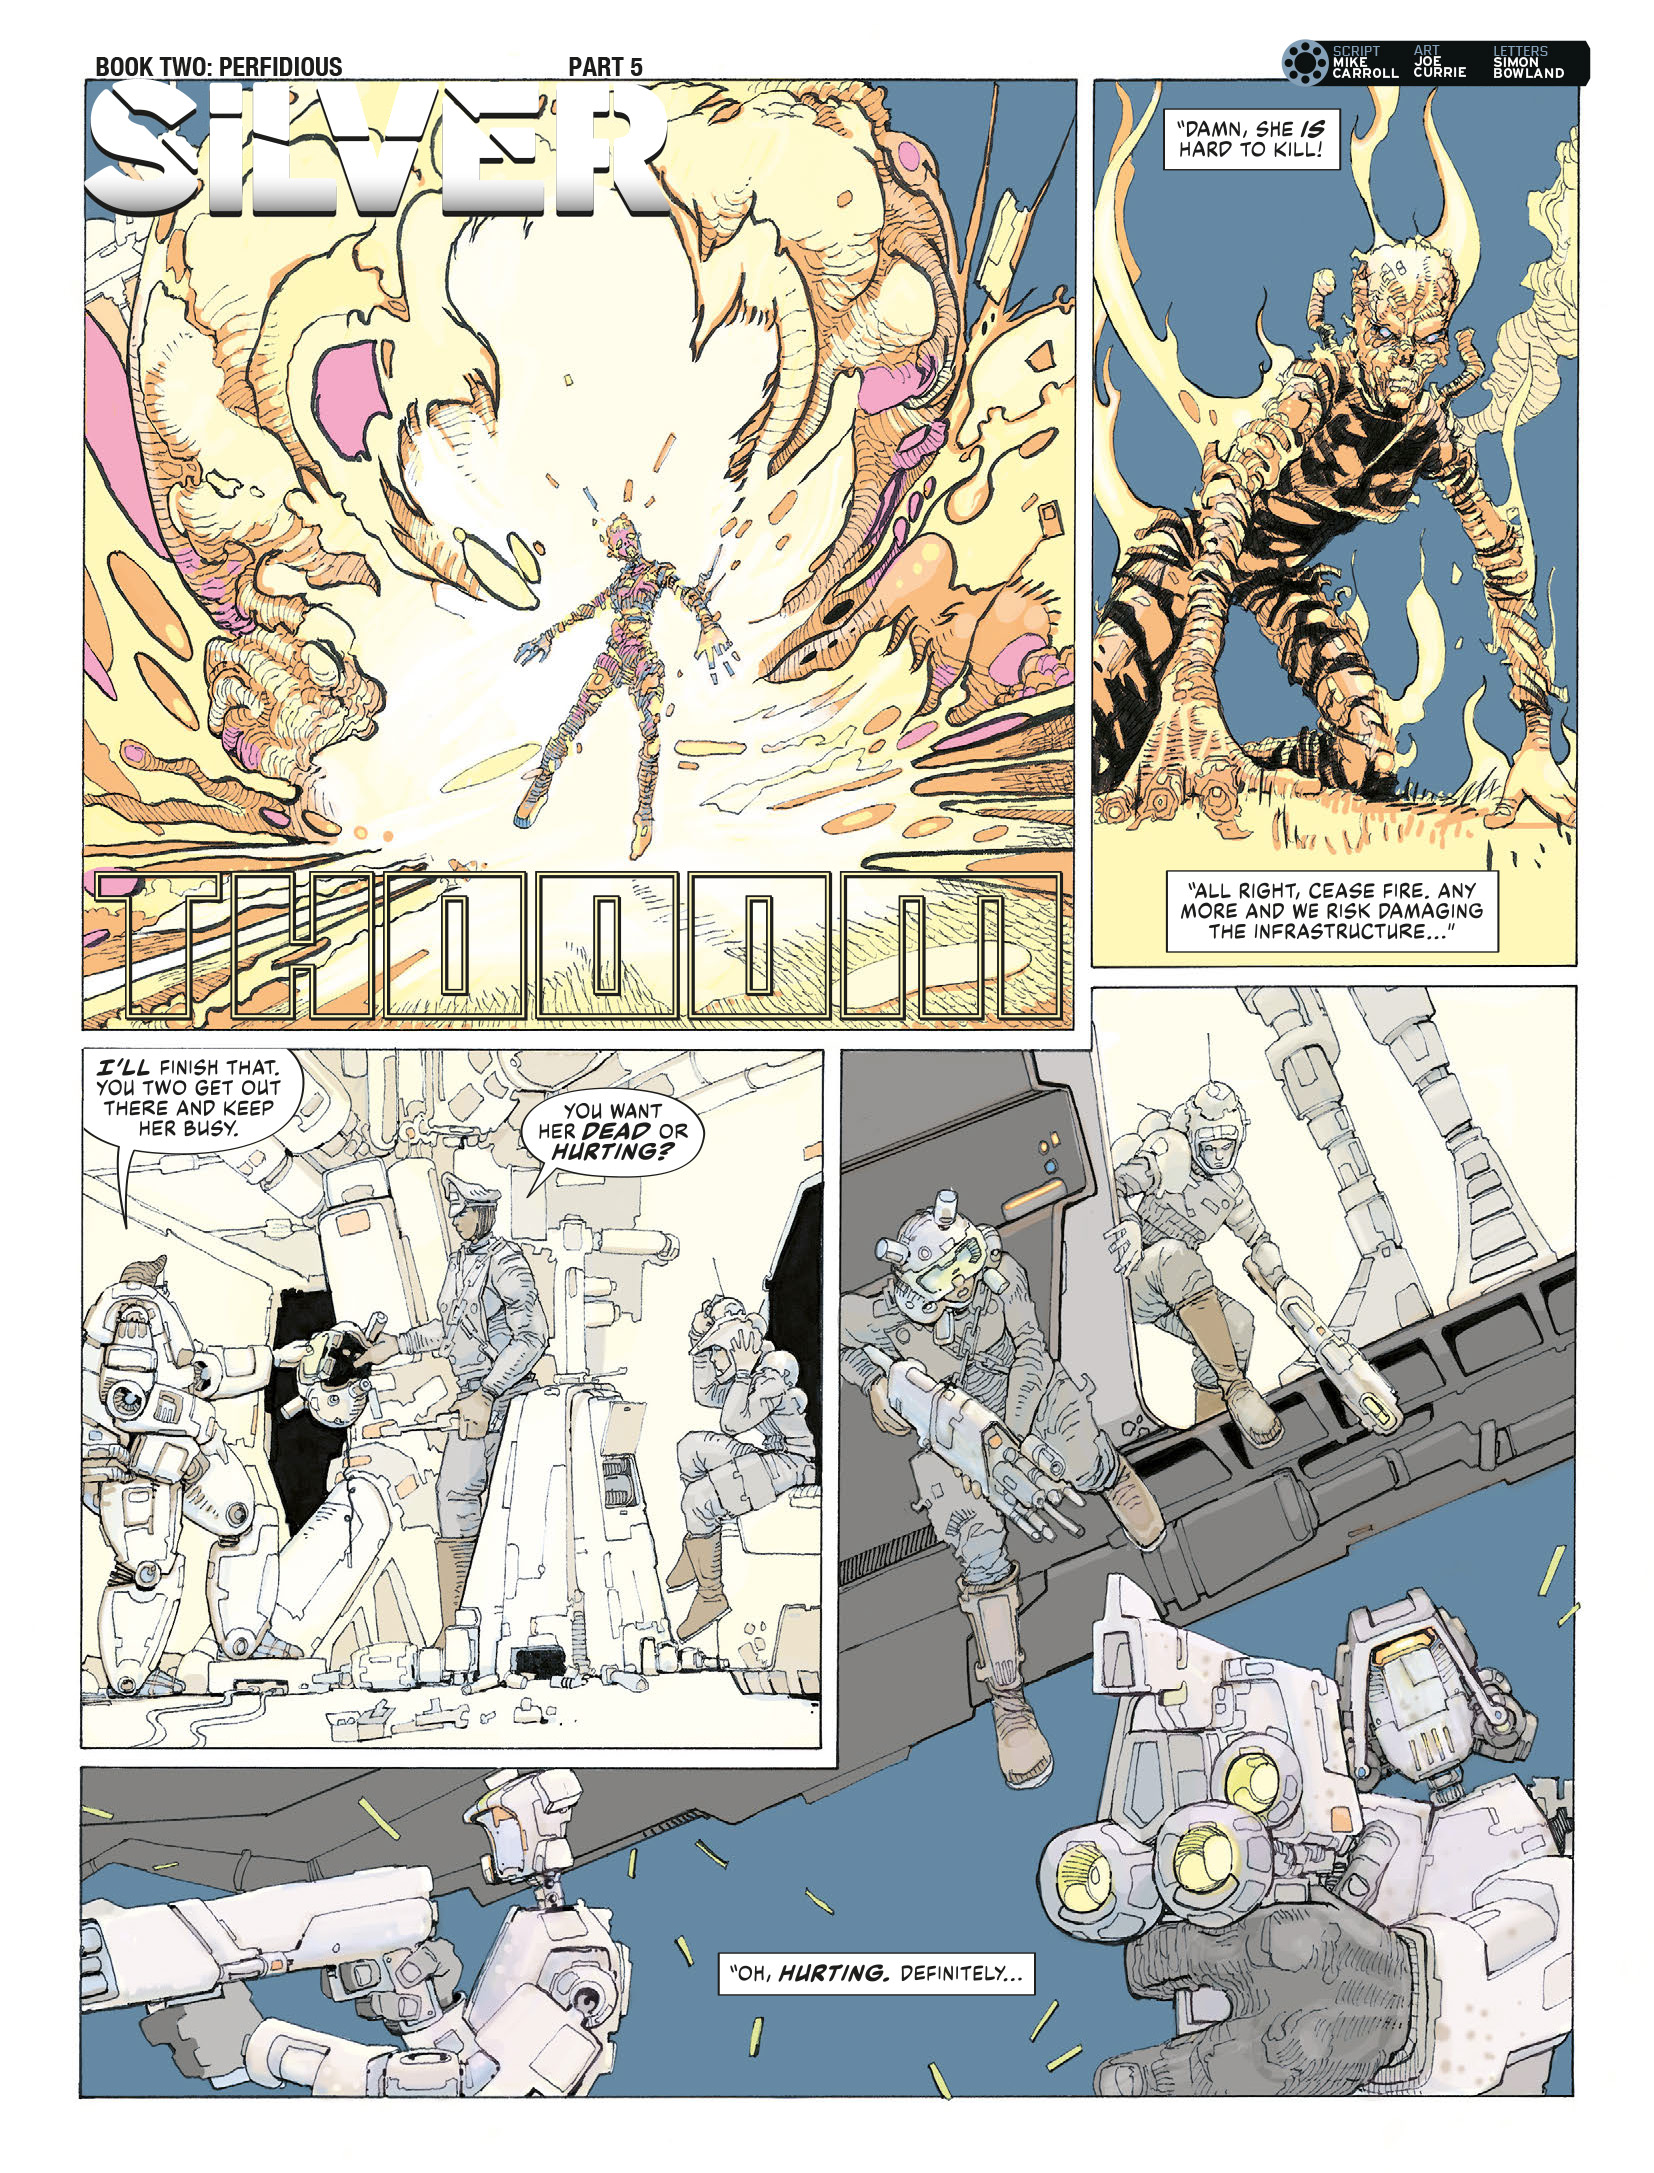 BOOK TWO: PERFIDIOUS
PART 5
SCRIPT
MIKE
CARROLL
ART
JOE
CURRIE
LETTERS
SIMON
BOWLAND
SiLVER
"DAMN, SHE IS
HARD TO KILL!
THOOOM
"ALL RIGHT, CEASE FIRE. ANY
MORE AND WE RISK DAMAGING
THE INFRASTRUCTURE..."
I'LL FINISH THAT.
YOU TWO GET OUT
THERE AND KEEP
HER BUSY.
YOU WANT
HER DEAD OR
HURTING?
"OH, HURTING. DEFINITELY...